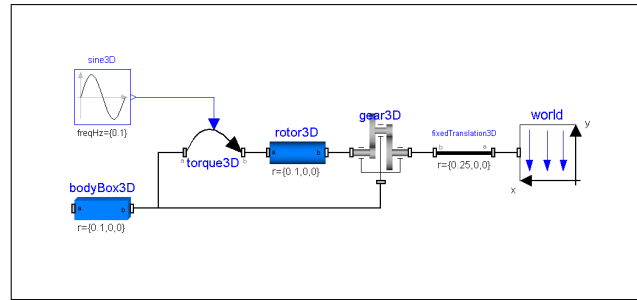 sine3D
freqHz={0.1}
a
torque3D
b
rotor3D
a
b
r={0.1,0,0}
gear3D
fixedTranslation3D
b
a
r={0.25,0,0}
world
y
x
bodyBox3D
a
b
r={0.1,0,0}